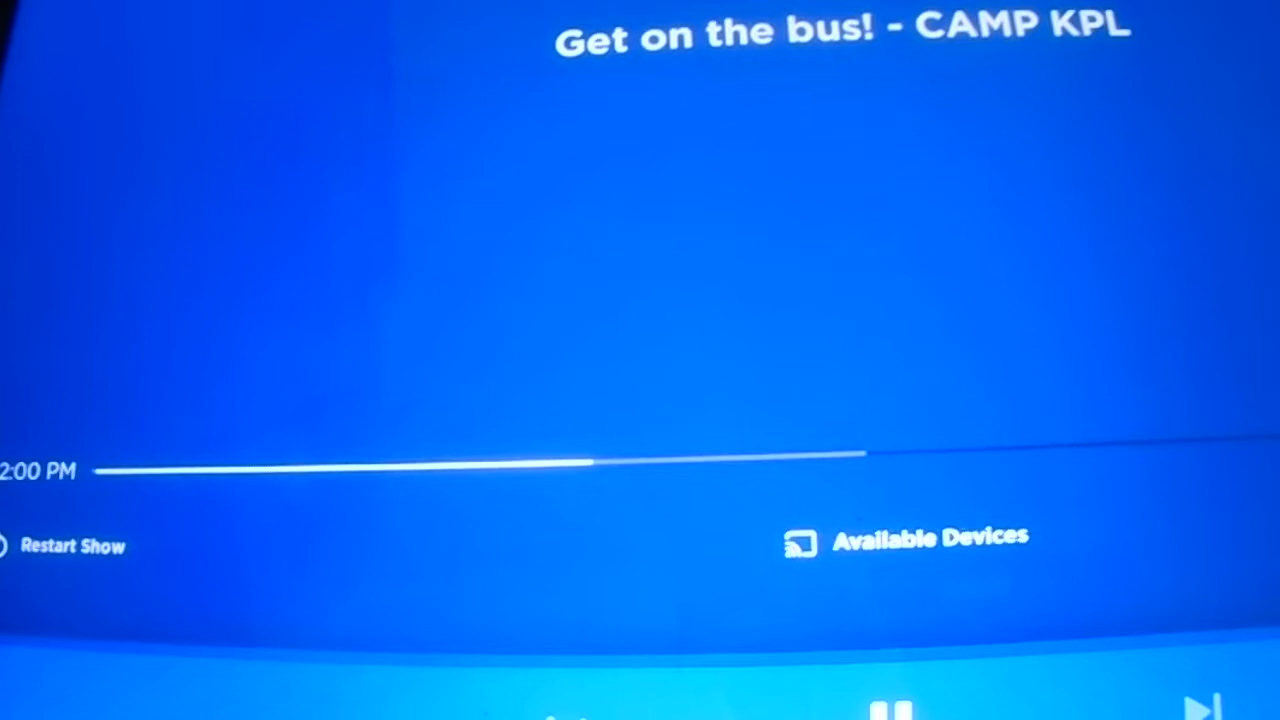 Get on the bus! - CAMP KPL
2:00 PM
Restart Show
Available Devices